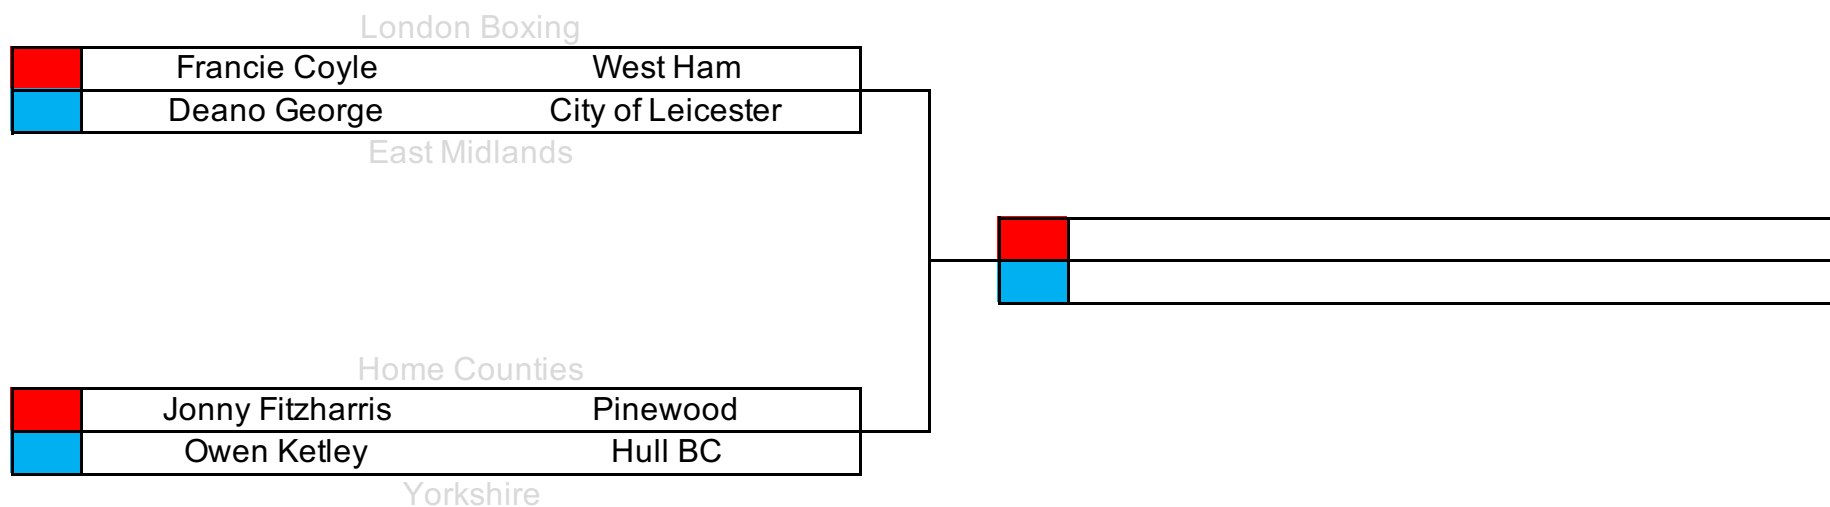 London Boxing
Francie Coyle West Ham
Deano George City of Leicester
East Midlands
Home Counties
Jonny Fitzharris Pinewood
Owen Ketley Hull BC
Yorkshire